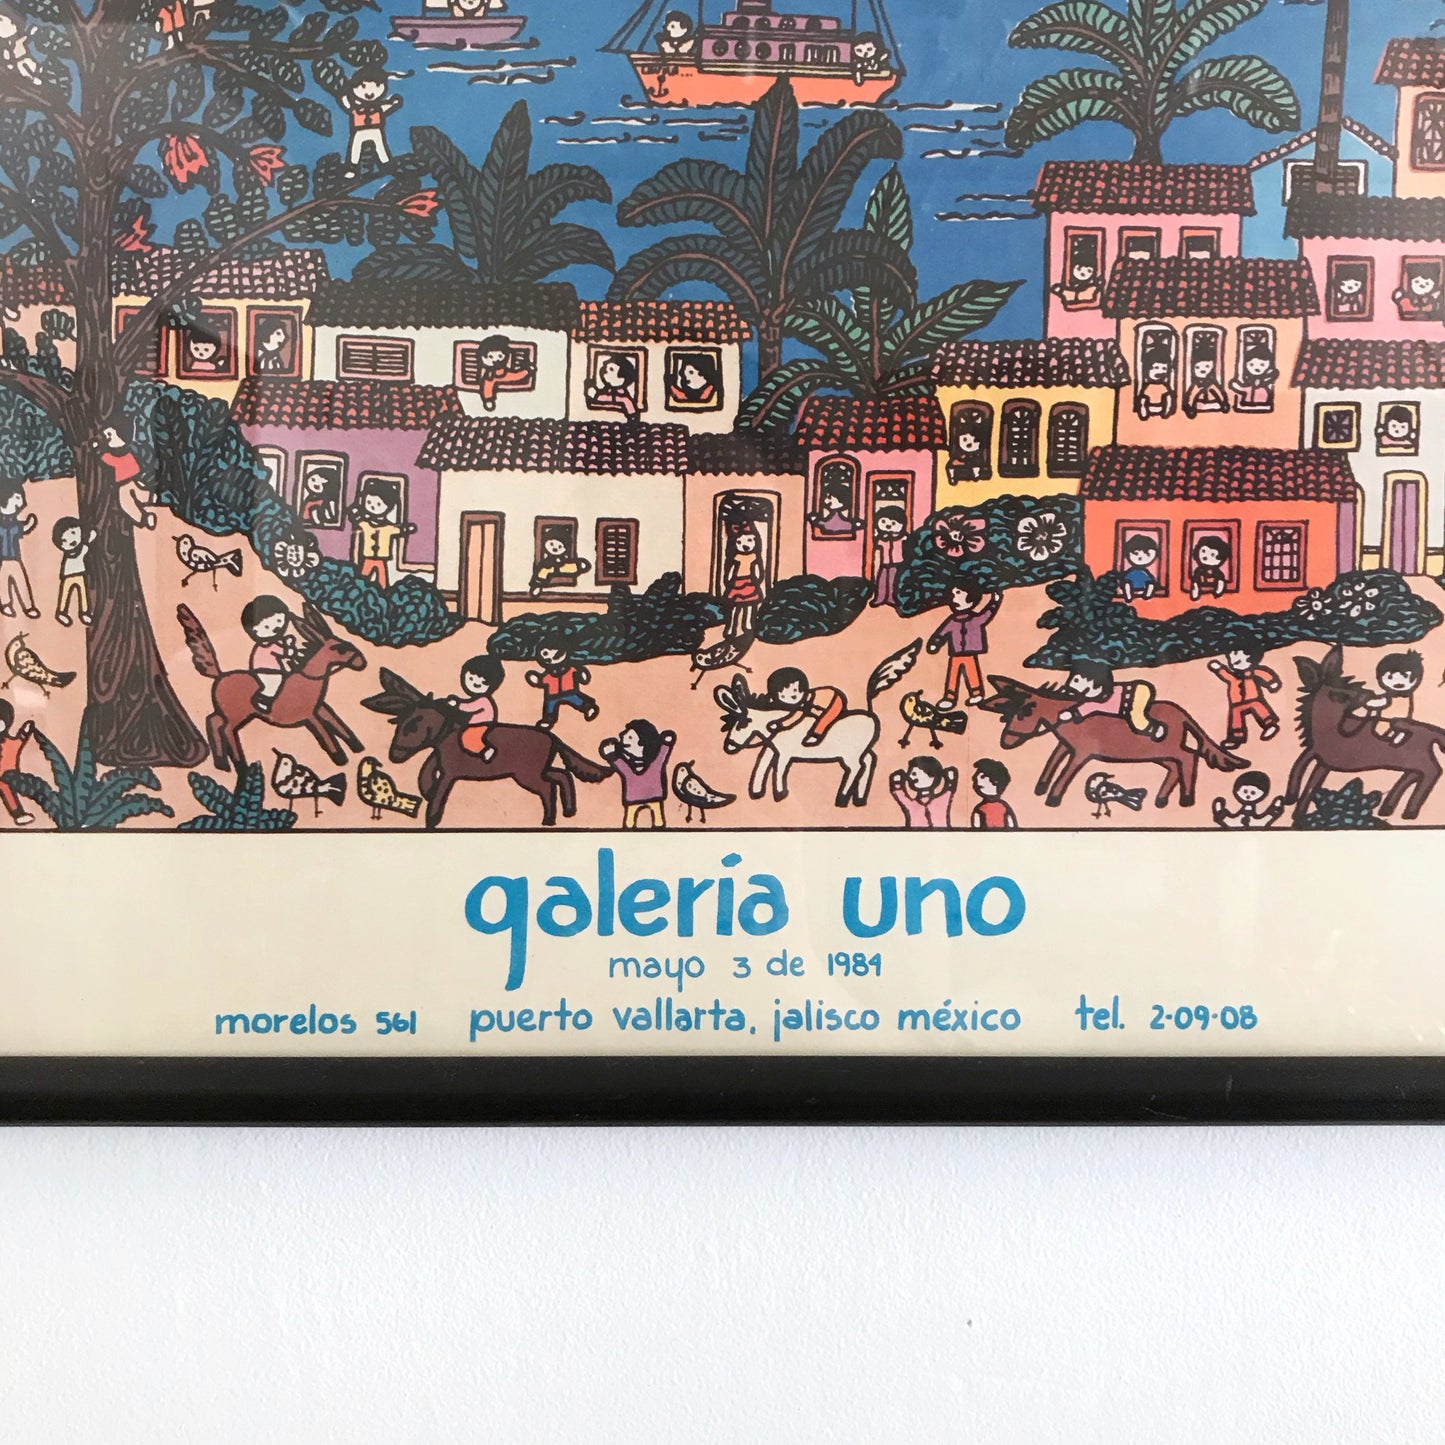 galería uno
mayo 3 de 1984
morelos 561 puerto vallarta, jalisco méxico tel. 2-09-08